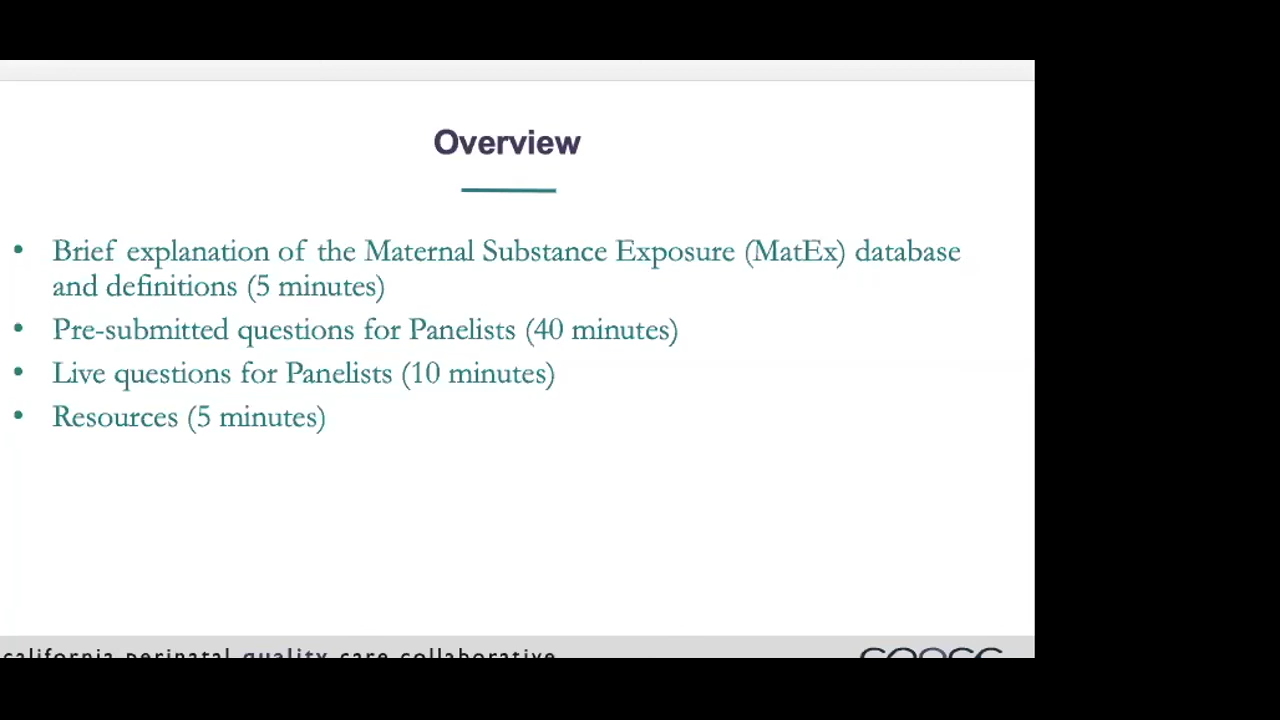 Overview
• Brief explanation of the Maternal Substance Exposure (MatEx) database
and definitions (5 minutes)
• Pre-submitted questions for Panelists (40 minutes)
• Live questions for Panelists (10 minutes)
• Resources (5 minutes)
california perinatal quality care collaborative